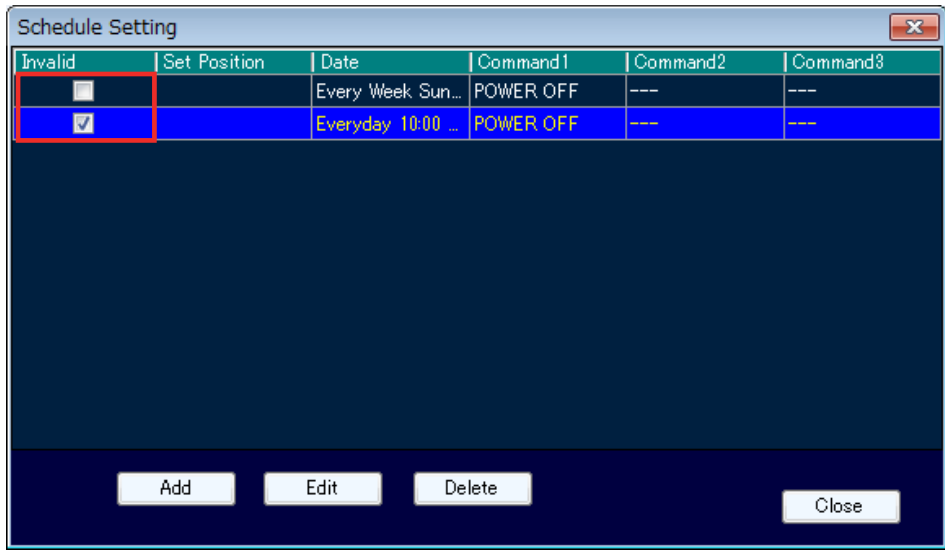 Schedule Setting
Invalid Set Position Date Command1 Command2 Command3
Every Week Sun... POWER OFF --- ---
Everyday 10:00 ... POWER OFF --- ---
Add Edit Delete
Close